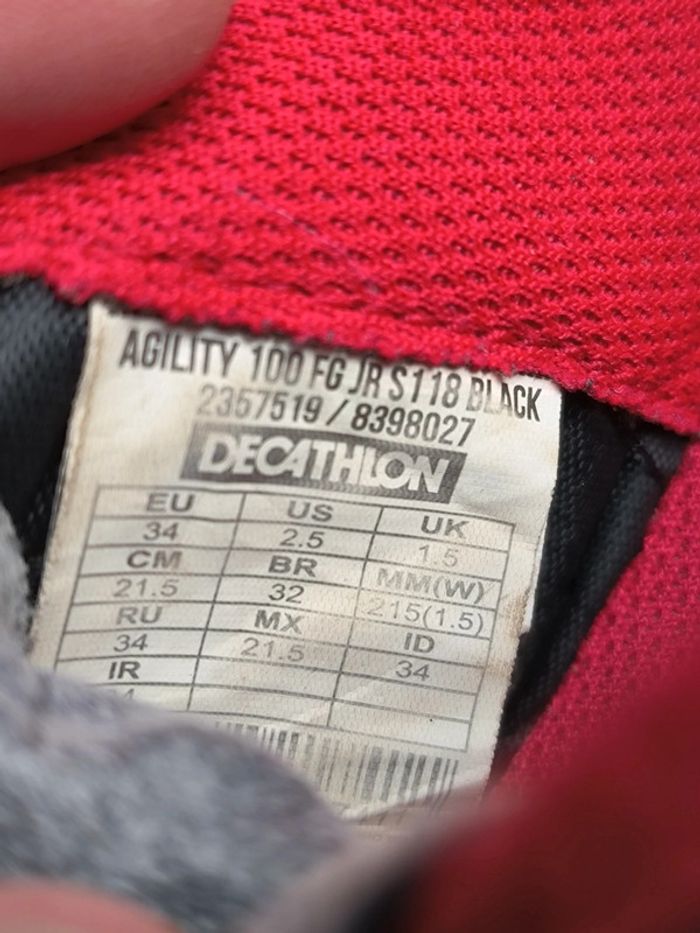 AGILITY 100 FG JR S118 BLACK
2357519 / 8398027
DECATHLON
EU US UK
34 2.5 1.5
CM BR MM(W)
21.5 32 215(1.5)
RU MX ID
34 21.5 34
IR